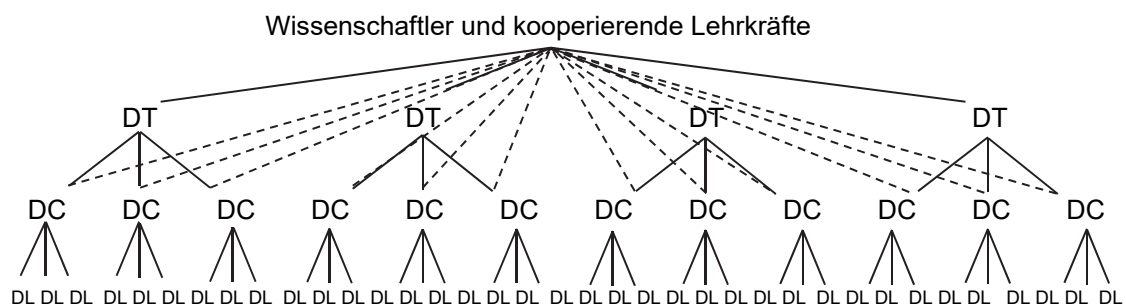 Wissenschaftler und kooperierende Lehrkräfte
DT DT DT DT
DC DC DC DC DC DC DC DC DC DC DC DC
DL DL DL DL DL DL DL DL DL DL DL DL DL DL DL DL DL DL DL DL DL DL DL DL DL DL DL DL DL DL DL DL DL DL DL DL